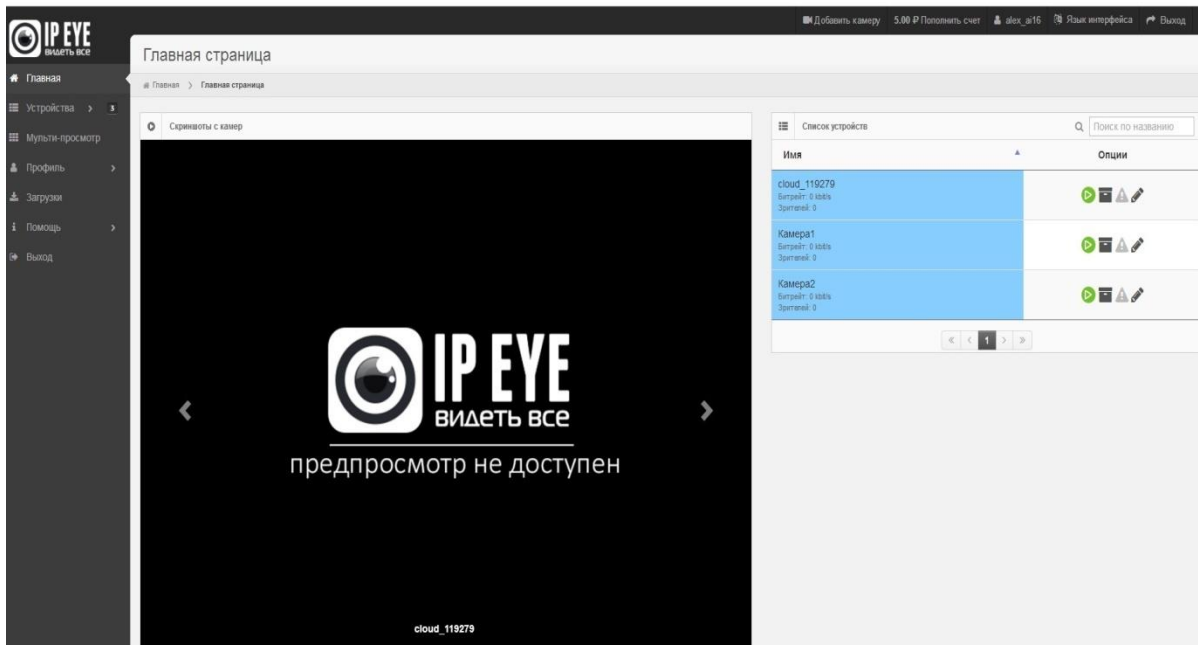 IP EYE
видеть все
Добавить камеру 5.00 ₽ Пополнить счет alex_ai16 Язык интерфейса Выход
Главная
Устройства > 3
Мульти-просмотр
Профиль >
Загрузки
Помощь >
Выход
Главная страница
Главная > Главная страница
Скриншоты с камер
IP EYE
видеть все
предпросмотр не доступен
cloud_119279
Список устройств Поиск по названию
Имя Опции
cloud_119279
Битрейт: 0 kbit/s
Зрителей: 0
Камера1
Битрейт: 0 kbit/s
Зрителей: 0
Камера2
Битрейт: 0 kbit/s
Зрителей: 0
« < 1 > »